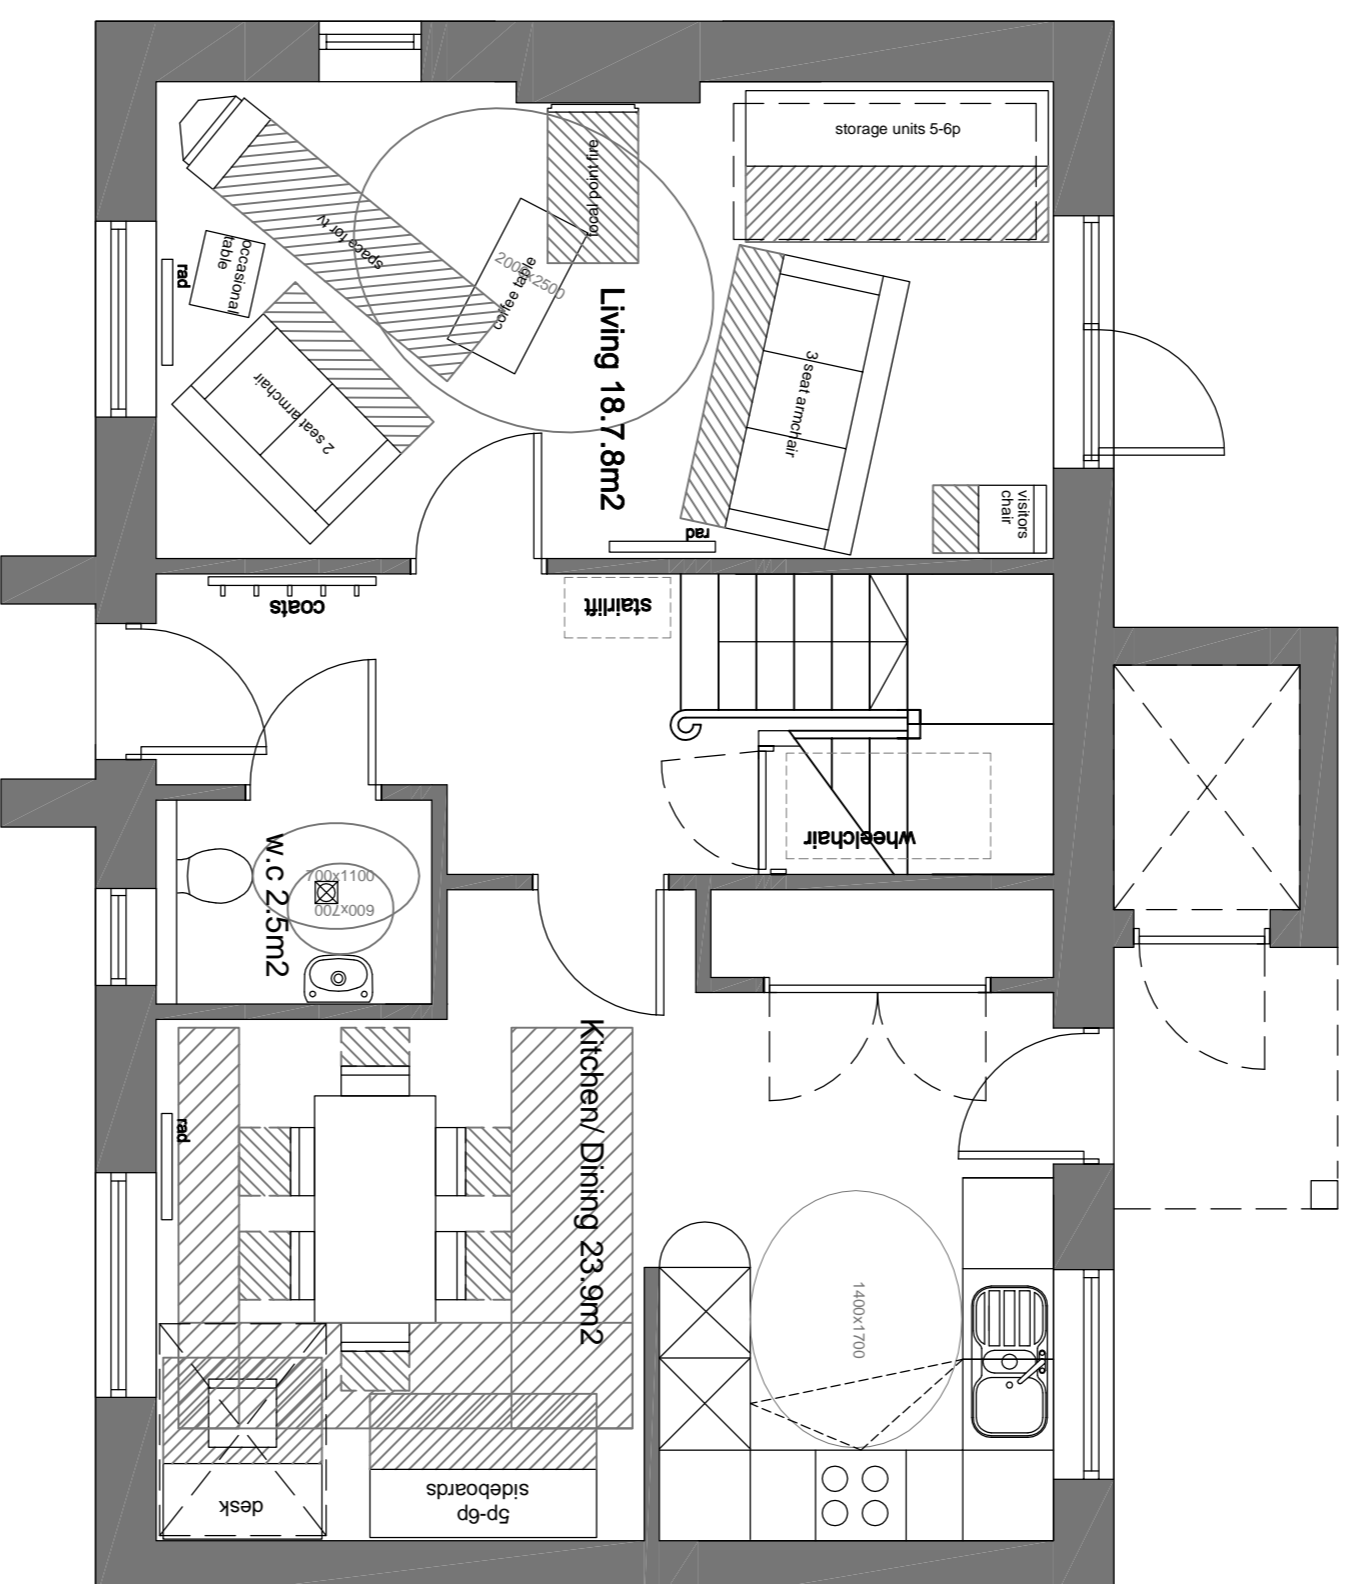 storage units 5-6p
focal point fire
space for tv
occasional
table
rad
2000x2500
coffee table
Living 18.7.8m2
3 seat armchair
2 seat armchair
visitors
chair
rad
coats
stairlift
wheelchair
w.c 2.5m2
700x1100
600x700
Kitchen/ Dining 23.9m2
rad
1400x1700
desk
5p-6p
sideboards